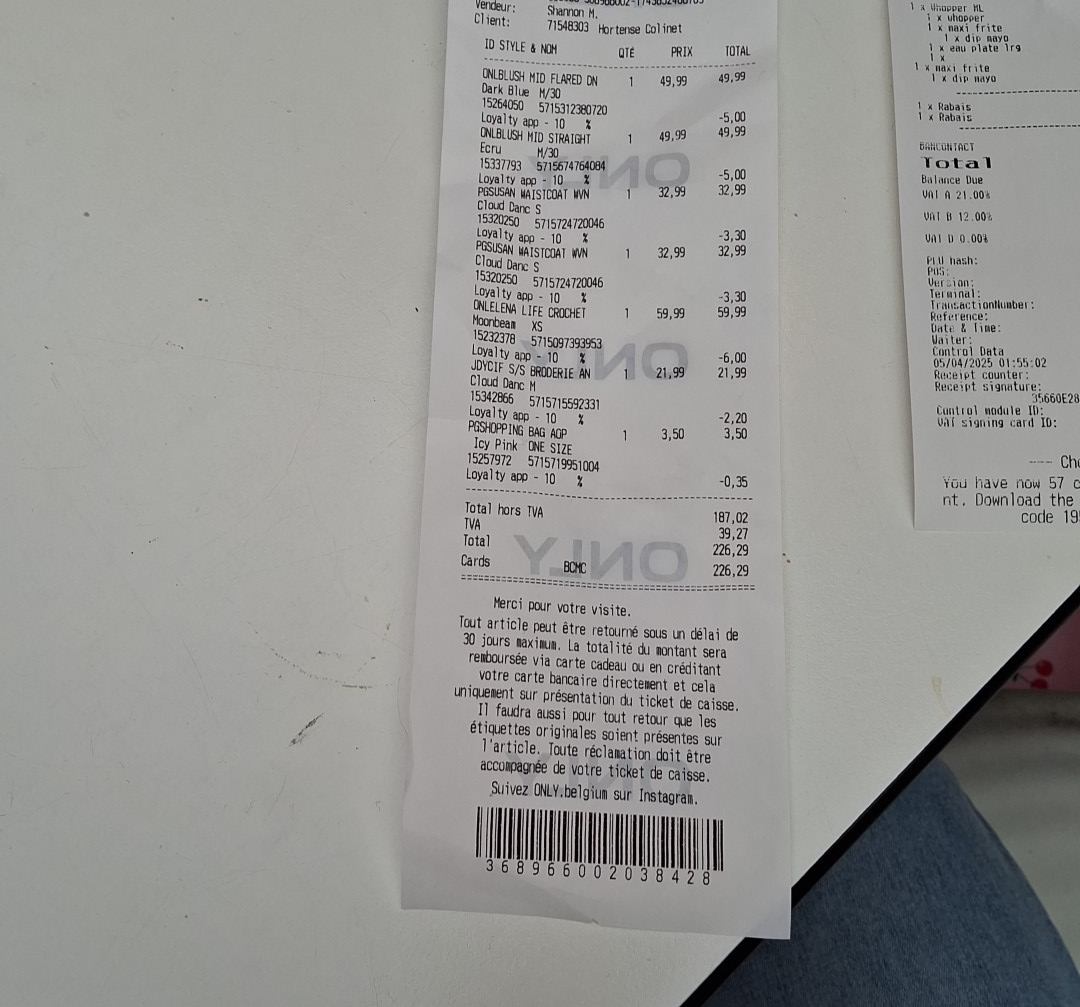 Vendeur: Shannon M.
Client: 71548303 Hortense Colinet
ID STYLE & NOM QTÉ PRIX TOTAL
ONLBLUSH MID FLARED DN 1 49,99 49,99
Dark Blue M/30
15264050 5715312380720
Loyalty app - 10 % -5,00
ONLBLUSH MID STRAIGHT 1 49,99 49,99
Ecru M/30
15337793 5715674764084
Loyalty app - 10 % -5,00
PGSUSAN WAISTCOAT WVN 1 32,99 32,99
Cloud Danc S
15320250 5715724720046
Loyalty app - 10 % -3,30
PGSUSAN WAISTCOAT WVN 1 32,99 32,99
Cloud Danc S
15320250 5715724720046
Loyalty app - 10 % -3,30
ONLELENA LIFE CROCHET 1 59,99 59,99
Moonbeam XS
15232378 5715097393953
Loyalty app - 10 % -6,00
JDYCIF S/S BRODERIE AN 1 21,99 21,99
Cloud Danc M
15342866 5715715592331
Loyalty app - 10 % -2,20
PGSHOPPING BAG AOP 1 3,50 3,50
Icy Pink ONE SIZE
15257972 5715719951004
Loyalty app - 10 % -0,35
Total hors TVA 187,02
TVA 39,27
Total 226,29
Cards BCMC 226,29
Merci pour votre visite.
Tout article peut être retourné sous un délai de
30 jours maximum. La totalité du montant sera
remboursée via carte cadeau ou en créditant
votre carte bancaire directement et cela
uniquement sur présentation du ticket de caisse.
Il faudra aussi pour tout retour que les
étiquettes originales soient présentes sur
l'article. Toute réclamation doit être
accompagnée de votre ticket de caisse.
Suivez ONLY.belgium sur Instagram.
368966002038428
ONLY
ONLY
ONLY
ONLY
1 x Whopper ML
1 x whopper
1 x maxi frite
1 x dip mayo
1 x eau plate lrg
1 x
1 x maxi frite
1 x dip mayo
1 x Rabais
1 x Rabais
BANCONTACT
Total
Balance Due
VAT A 21.00%
VAT B 12.00%
VAT D 0.00%
PLU hash:
POS:
Version:
Terminal:
TransactionNumber:
Reference:
Date & Time:
Waiter:
Control Data
05/04/2025 01:55:02
Receipt counter:
Receipt signature:
35660E28
Control module ID:
VAT signing card ID:
---- Che
You have now 57 c
nt. Download the
code 19